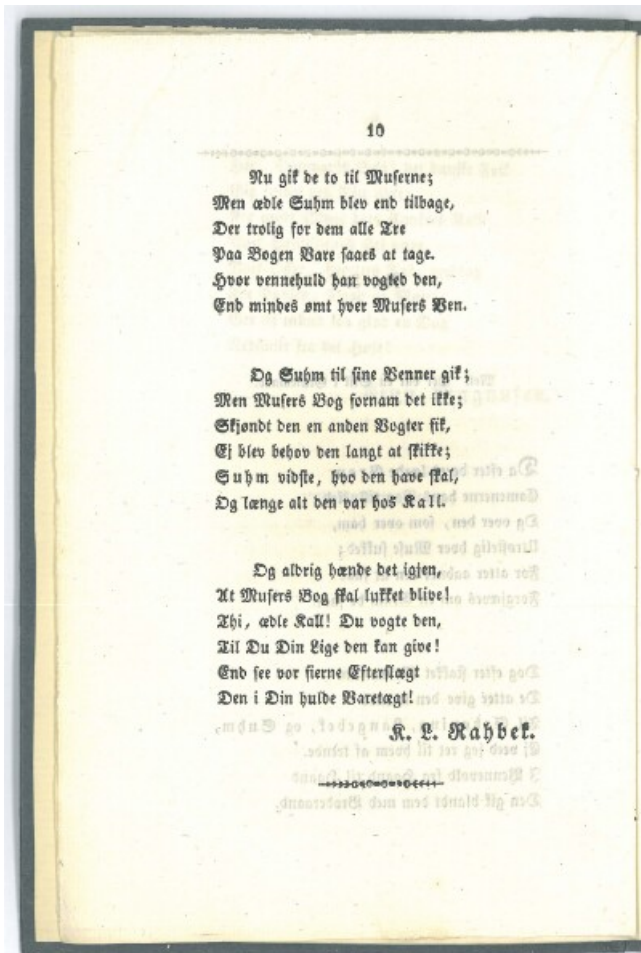 10
Nu gik de to til Muserne;
Men ædle Suhm blev end tilbage,
Der trolig for dem alle Tre
Paa Bogen Vare saaes at tage.
Hvor vennehuld han vogted den,
End mindes ømt hver Musers Ven.
Og Suhm til sine Venner gik;
Men Musers Bog fornam det ikke;
Skjøndt den en anden Vogter fik,
Ej blev behov den langt at skikke;
Suhm vidste, hvo den have skal,
Og længe alt den var hos Kall.
Og aldrig hænde det igjen,
At Musers Bog skal lukket blive!
Thi, ædle Kall! Du vogte den,
Til Du Din Lige den kan give!
End see vor fierne Efterslægt
Den i Din hulde Varetægt!
K. L. Rahbek.